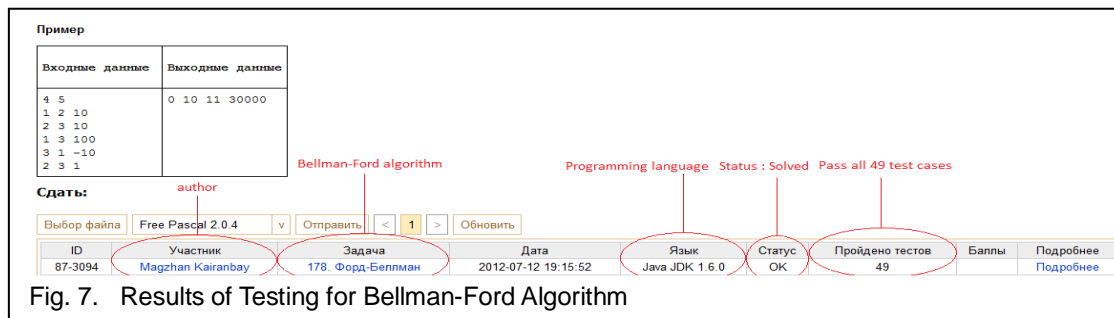 Пример
Входные данные Выходные данные
4 5 0 10 11 30000
1 2 10
2 3 10
1 3 100
3 1 -10
2 3 1
Bellman-Ford algorithm Programming language Status : Solved Pass all 49 test cases
author
Сдать:
Выбор файла Free Pascal 2.0.4 v Отправить < 1 > Обновить
ID Участник Задача Дата Язык Статус Пройдено тестов Баллы Подробнее
87-3094 Magzhan Kairanbay 178. Форд-Беллман 2012-07-12 19:15:52 Java JDK 1.6.0 OK 49 Подробнее
Fig. 7. Results of Testing for Bellman-Ford Algorithm